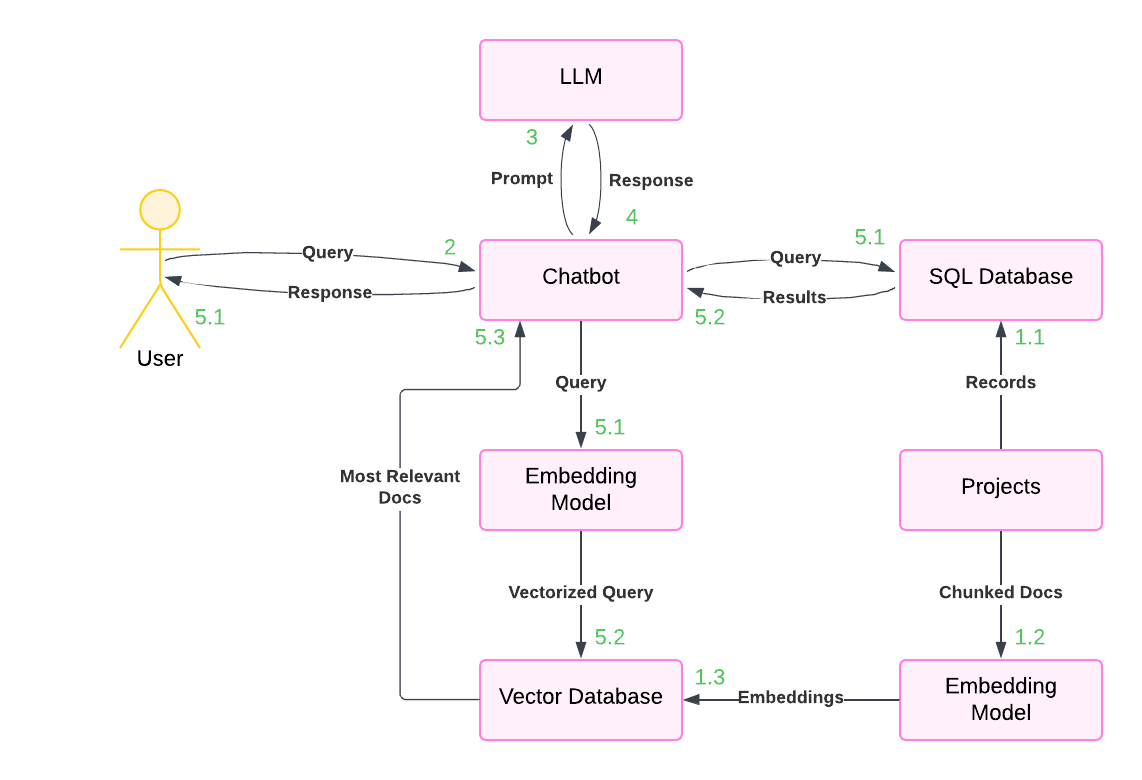 LLM
3
Prompt
Response
4
2
Query
Response
5.1
User
Chatbot
5.1
Query
Results
5.2
SQL Database
5.3
1.1
Query
Records
5.1
Most Relevant
Docs
Embedding
Model
Projects
Vectorized Query
Chunked Docs
5.2
1.2
Vector Database
1.3
Embeddings
Embedding
Model